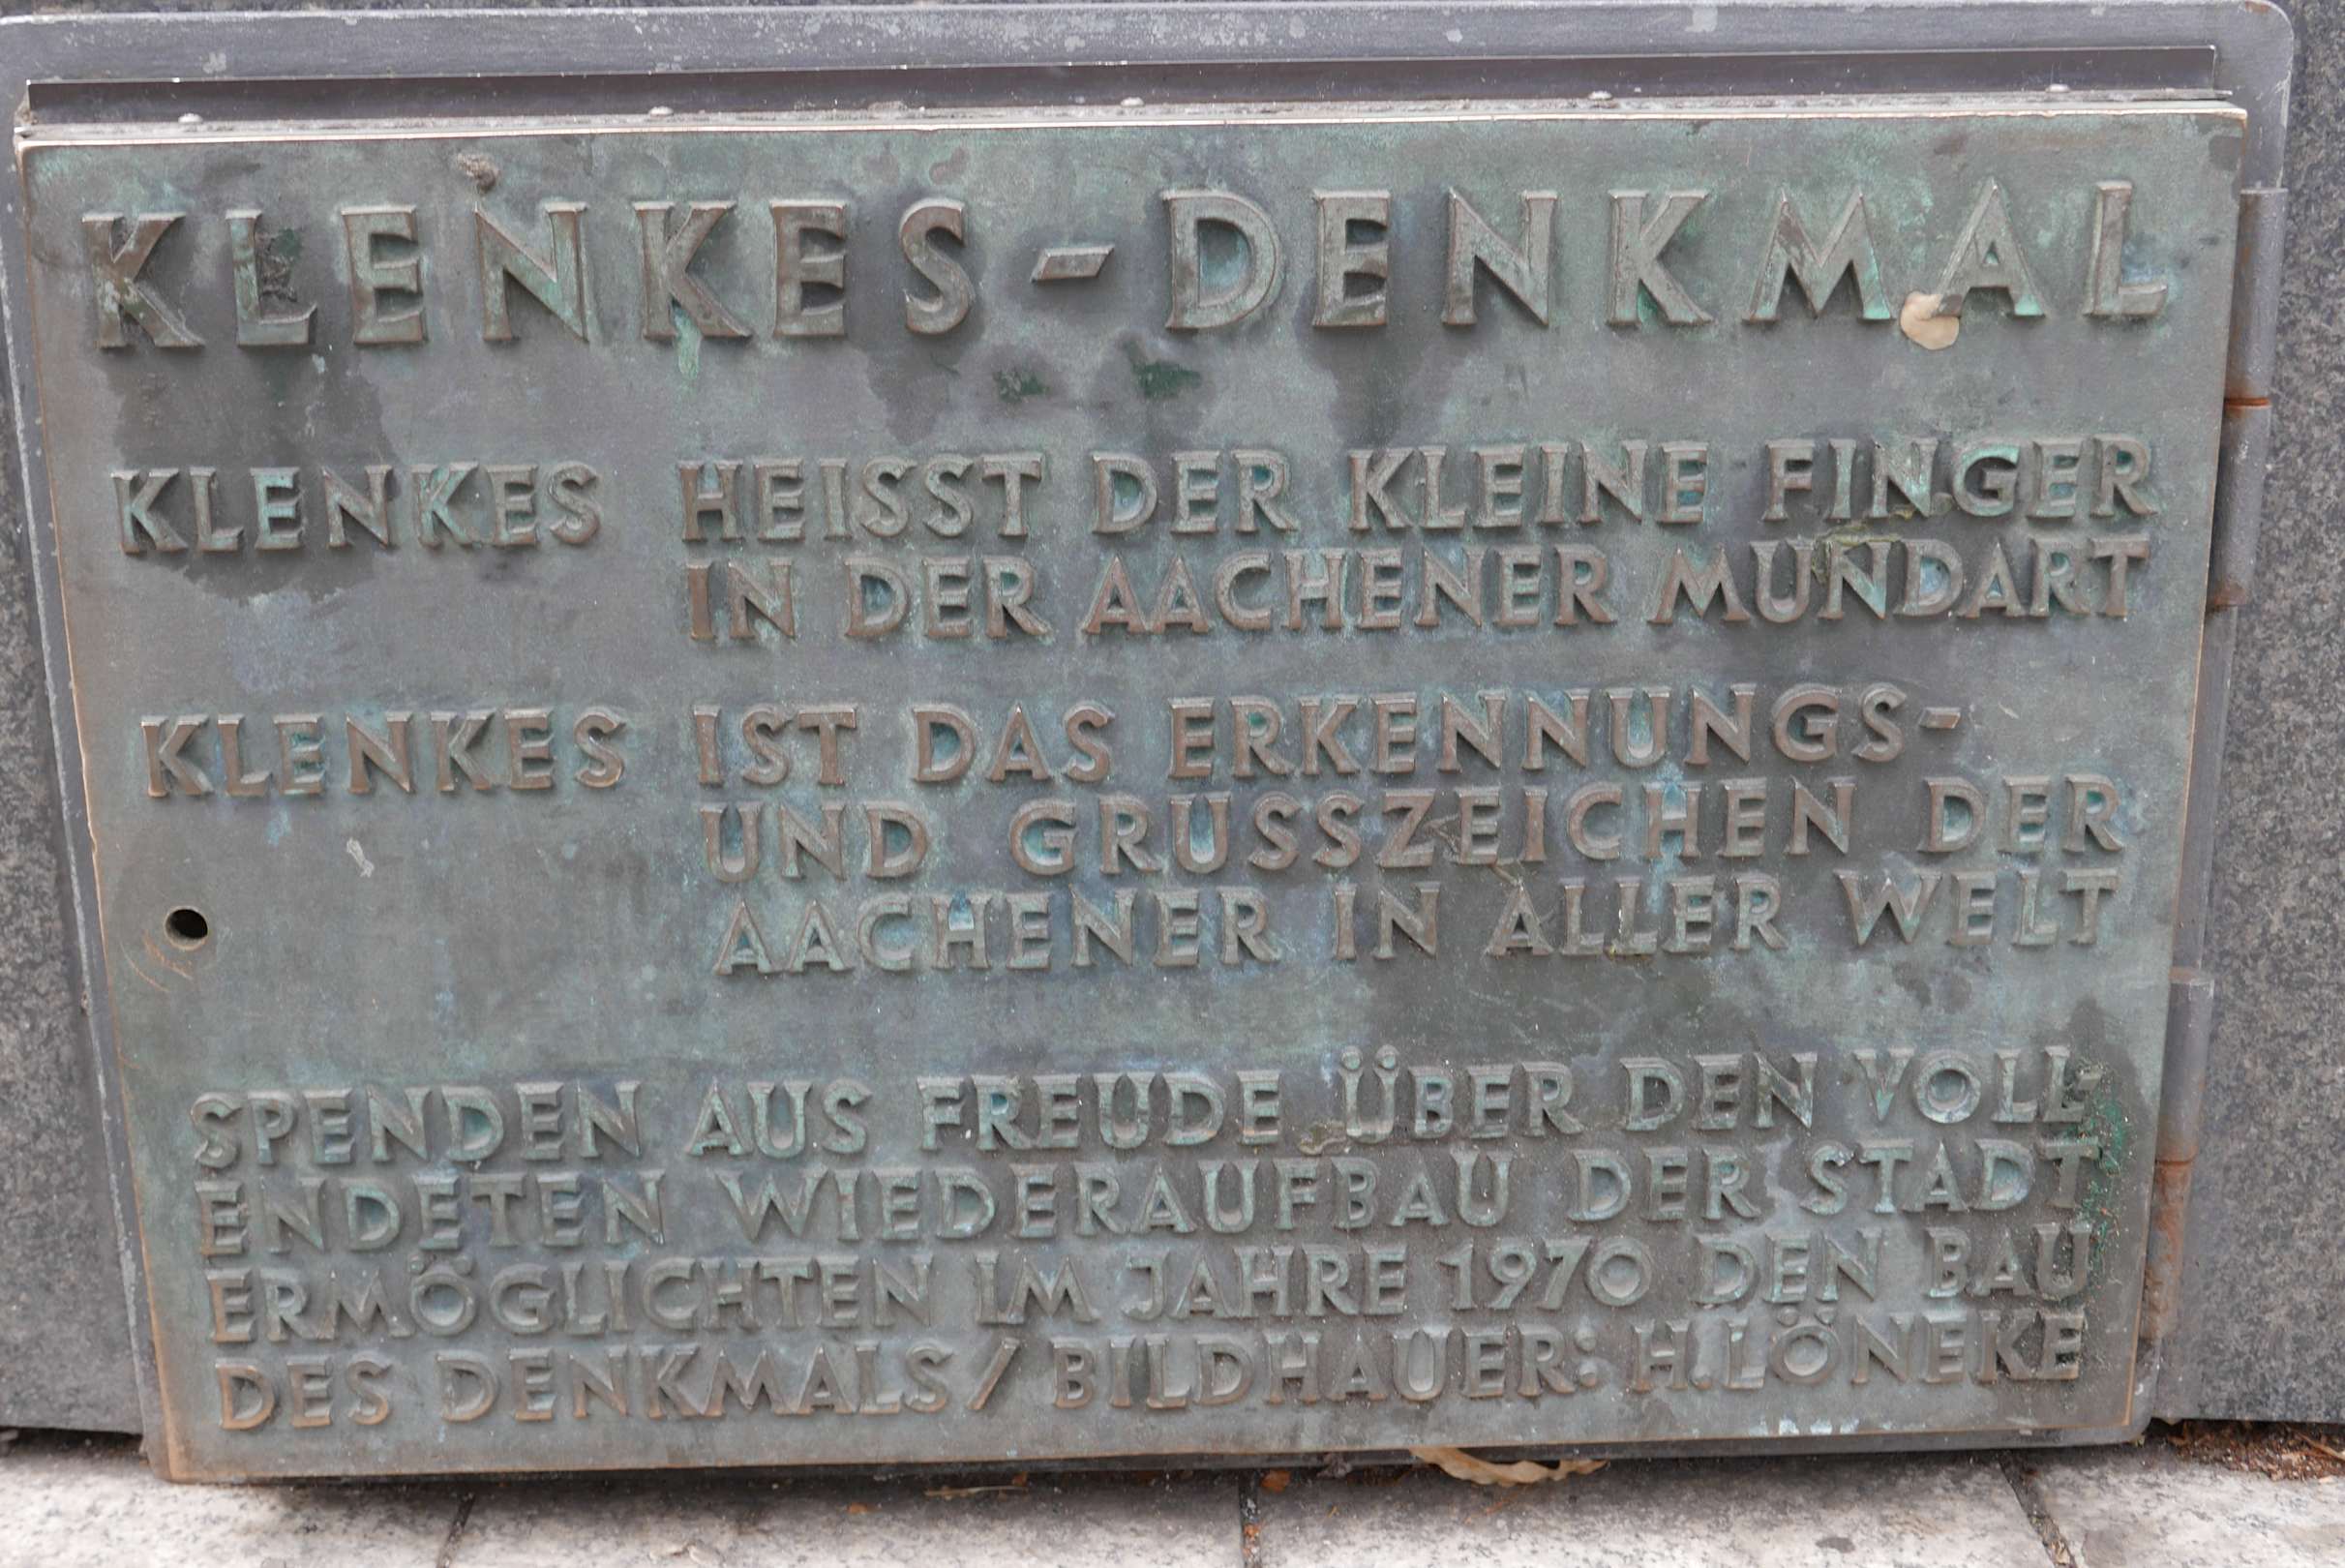 KLENKES-DENKMAL
KLENKES HEISST DER KLEINE FINGER
IN DER AACHENER MUNDART
KLENKES IST DAS ERKENNUNGS-
UND GRUSSZEICHEN DER
AACHENER IN ALLER WELT
SPENDEN AUS FREUDE ÜBER DEN VOLL-
ENDETEN WIEDERAUFBAU DER STADT
ERMÖGLICHTEN IM JAHRE 1970 DEN BAU
DES DENKMALS/BILDHAUER: H.LÖNEKE